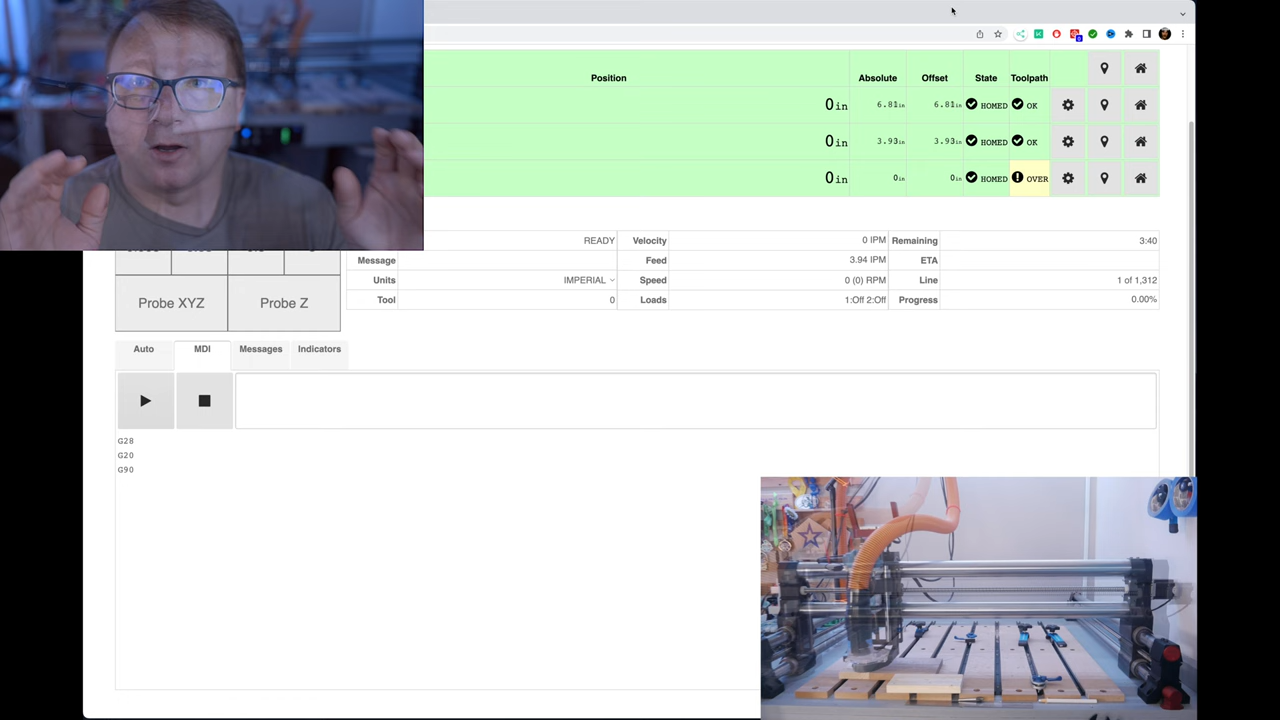 Position Absolute Offset State Toolpath
0in 6.81in 6.81in HOMED OK
0in 3.93in 3.93in HOMED OK
0in 0in 0in HOMED OVER
READY Velocity 0 IPM Remaining 3:40
Message Feed 3.94 IPM ETA
Units IMPERIAL Speed 0 (0) RPM Line 1 of 1,312
Tool 0 Loads 1:Off 2:Off Progress 0.00%
Probe XYZ Probe Z
Auto MDI Messages Indicators
G28
G20
G90